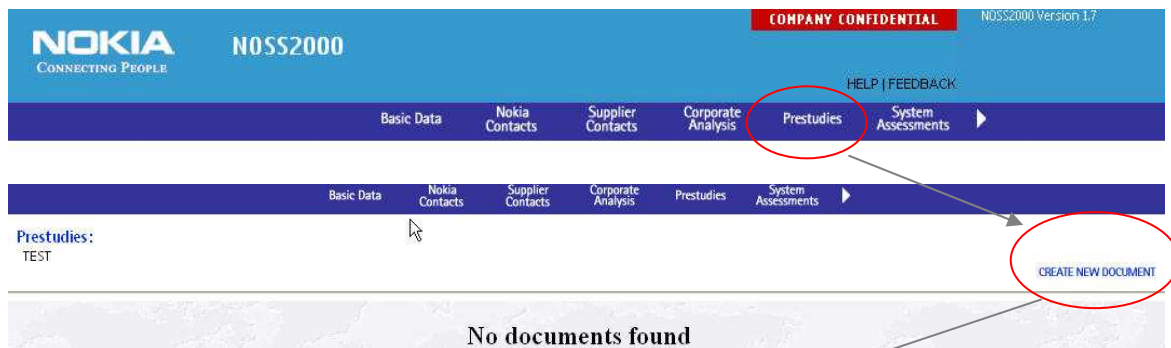 COMPANY CONFIDENTIAL
NOSS2000 Version 1.7
NOKIA
NOSS2000
CONNECTING PEOPLE
HELP | FEEDBACK
Basic Data
Nokia
Contacts
Supplier
Contacts
Corporate
Analysis
Prestudies
System
Assessments
Basic Data
Nokia
Contacts
Supplier
Contacts
Corporate
Analysis
Prestudies
System
Assessments
Prestudies:
TEST
CREATE NEW DOCUMENT
No documents found